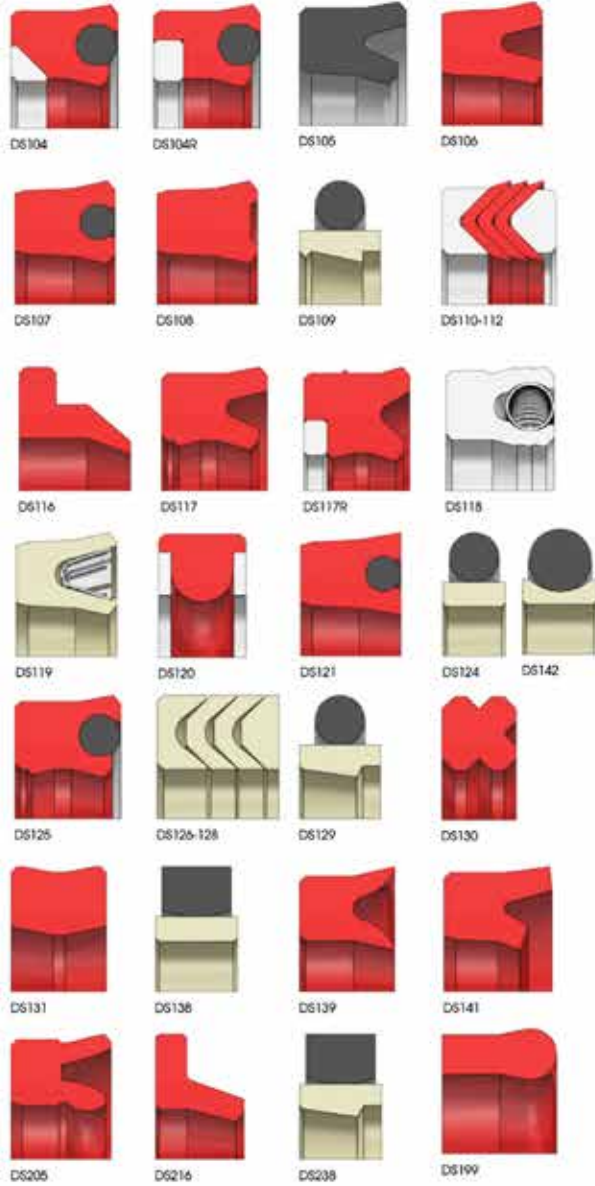 DS104 DS104R DS105 DS106
DS107 DS108 DS109 DS110-112
DS116 DS117 DS117R DS118
DS119 DS120 DS121 DS124 DS142
DS125 DS126-128 DS129 DS130
DS131 DS138 DS139 DS141
DS205 DS216 DS238 DS199